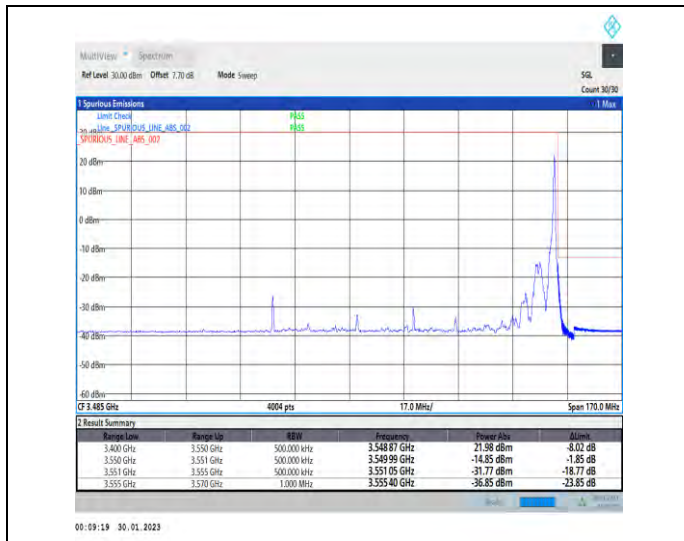 MultiView Spectrum
Ref Level 30.00 dBm Offset 7.70 dB Mode Sweep SGL
Count 30/30
1 Spurious Emissions 1 Max
Limit Check PASS
Line _SPURIOUS_LINE_ABS_002 PASS
_SPURIOUS_LINE_ABS_002
20 dBm
10 dBm
0 dBm
-10 dBm
-20 dBm
-30 dBm
-40 dBm
-50 dBm
-60 dBm
CF 3.485 GHz 4004 pts 17.0 MHz/ Span 170.0 MHz
2 Result Summary
Range Low Range Up RBW Frequency Power Abs ΔLimit
3.400 GHz 3.550 GHz 500.000 kHz 3.548 87 GHz 21.98 dBm -8.02 dB
3.550 GHz 3.551 GHz 500.000 kHz 3.549 99 GHz -14.85 dBm -1.85 dB
3.551 GHz 3.555 GHz 500.000 kHz 3.551 05 GHz -31.77 dBm -18.77 dB
3.555 GHz 3.570 GHz 1.000 MHz 3.555 40 GHz -36.85 dBm -23.85 dB
00:09:19 30.01.2023